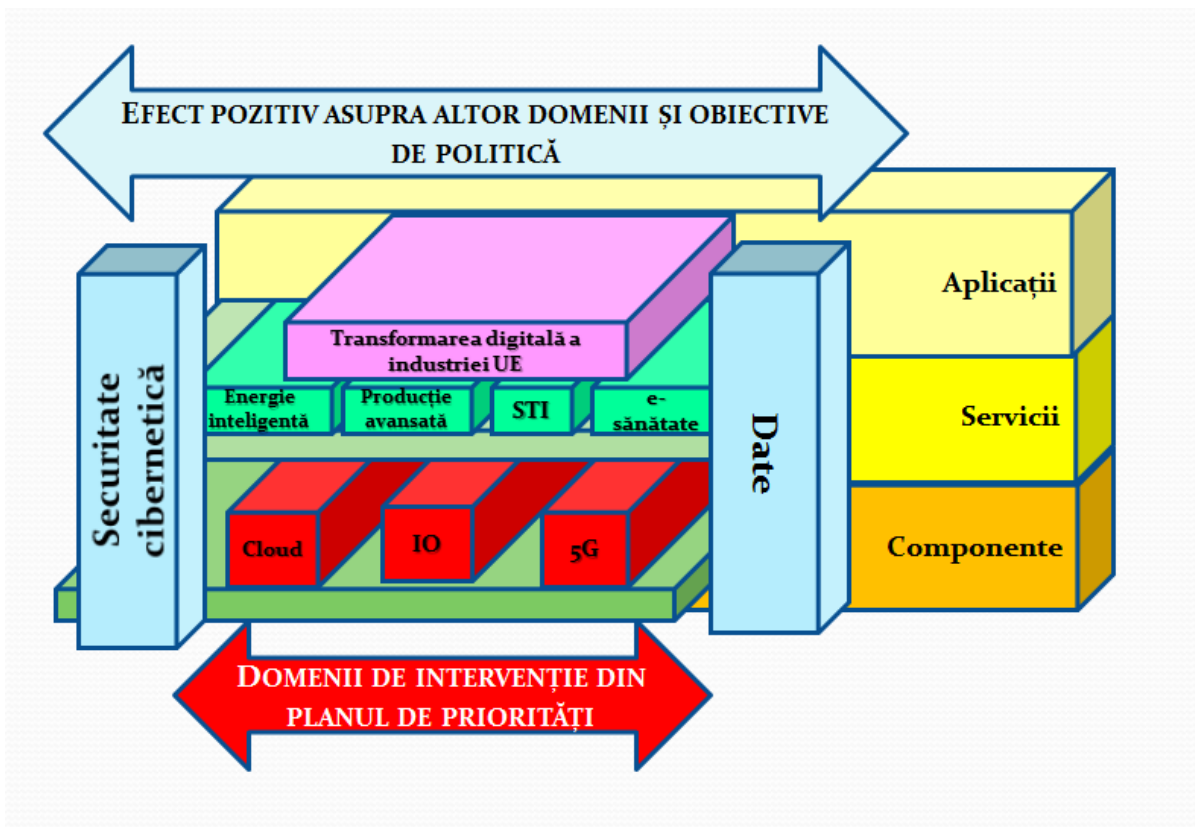 EFECT POZITIV ASUPRA ALTOR DOMENII ȘI OBIECTIVE
DE POLITICĂ
Aplicații
Transformarea digitală a
industriei UE
Energie
inteligentă
Producție
avansată
STI
e-
sănătate
Servicii
Securitate
cibernetică
Date
Cloud
IO
5G
Componente
DOMENII DE INTERVENȚIE DIN
PLANUL DE PRIORITĂȚI